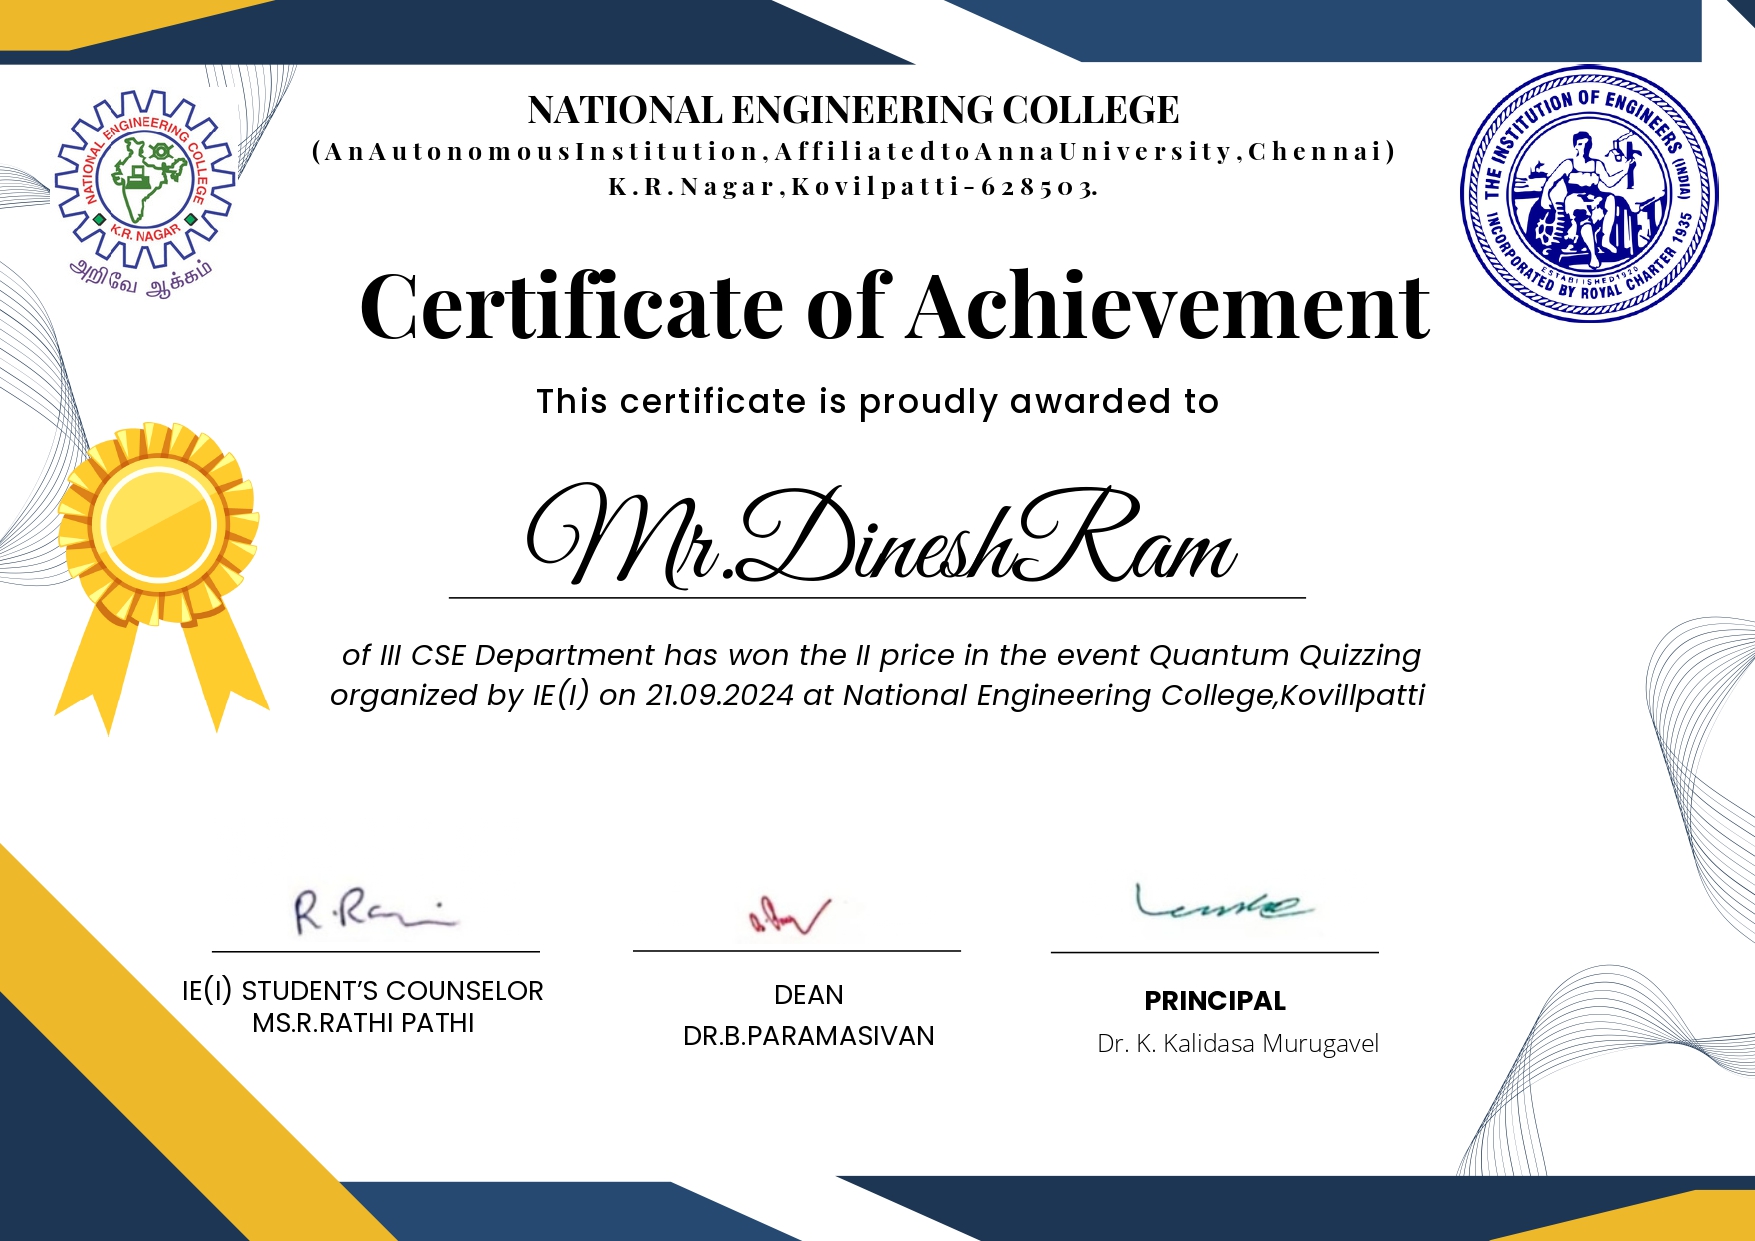 NATIONAL ENGINEERING COLLEGE
(AnAutonomousInstitution,AffiliatedtoAnnaUniversity,Chennai)
K.R.Nagar,Kovilpatti-628503.
NATIONAL ENGINEERING COLLEGE
K.R. NAGAR
அறிவே ஆக்கம்
THE INSTITUTION OF ENGINEERS (INDIA)
INCORPORATED BY ROYAL CHARTER 1935
ESTABLISHED 1920
Certificate of Achievement
This certificate is proudly awarded to
Mr.DineshRam
of III CSE Department has won the II price in the event Quantum Quizzing
organized by IE(I) on 21.09.2024 at National Engineering College,Kovillpatti
IE(I) STUDENT’S COUNSELOR
MS.R.RATHI PATHI
DEAN
DR.B.PARAMASIVAN
PRINCIPAL
Dr. K. Kalidasa Murugavel